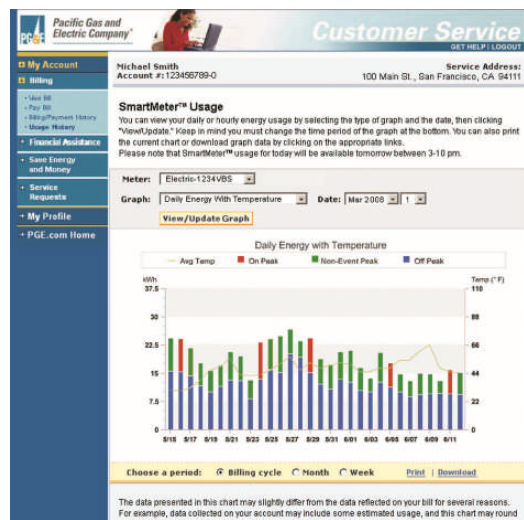 Pacific Gas and
Electric Company®
PG&E
Customer Service
GET HELP | LOGOUT
My Account
Billing
View Bill
Pay Bill
Billing/Payment History
Usage History
Financial Assistance
Save Energy
and Money
Service
Requests
My Profile
PGE.com Home
Michael Smith
Account #: 123456789-0
Service Address:
100 Main St., San Francisco, CA 94111
SmartMeter™ Usage
You can view your daily or hourly energy usage by selecting the type of graph and the date, then clicking
"View/Update." Keep in mind you must change the time period of the graph at the bottom. You can also print
the current chart or download graph data by clicking on the appropriate links.
Please note that SmartMeter™ usage for today will be available tomorrow between 3-10 pm.
Meter: Electric-1234VBS
Graph: Daily Energy With Temperature Date: Mar 2008 1
View/Update Graph
Daily Energy with Temperature
Avg Temp On Peak Non-Event Peak Off Peak
kWh Temp (° F)
37.5 110
30 88
22.5 66
15 44
7.5 22
0 0
5/15 5/17 5/19 5/21 5/23 5/25 5/27 5/29 5/31 6/01 6/03 6/05 6/07 6/09 6/11
Choose a period: Billing cycle Month Week Print | Download
The data presented in this chart may slightly differ from the data reflected on your bill for several reasons.
For example, data collected on your account may include some estimated usage, and this chart may round